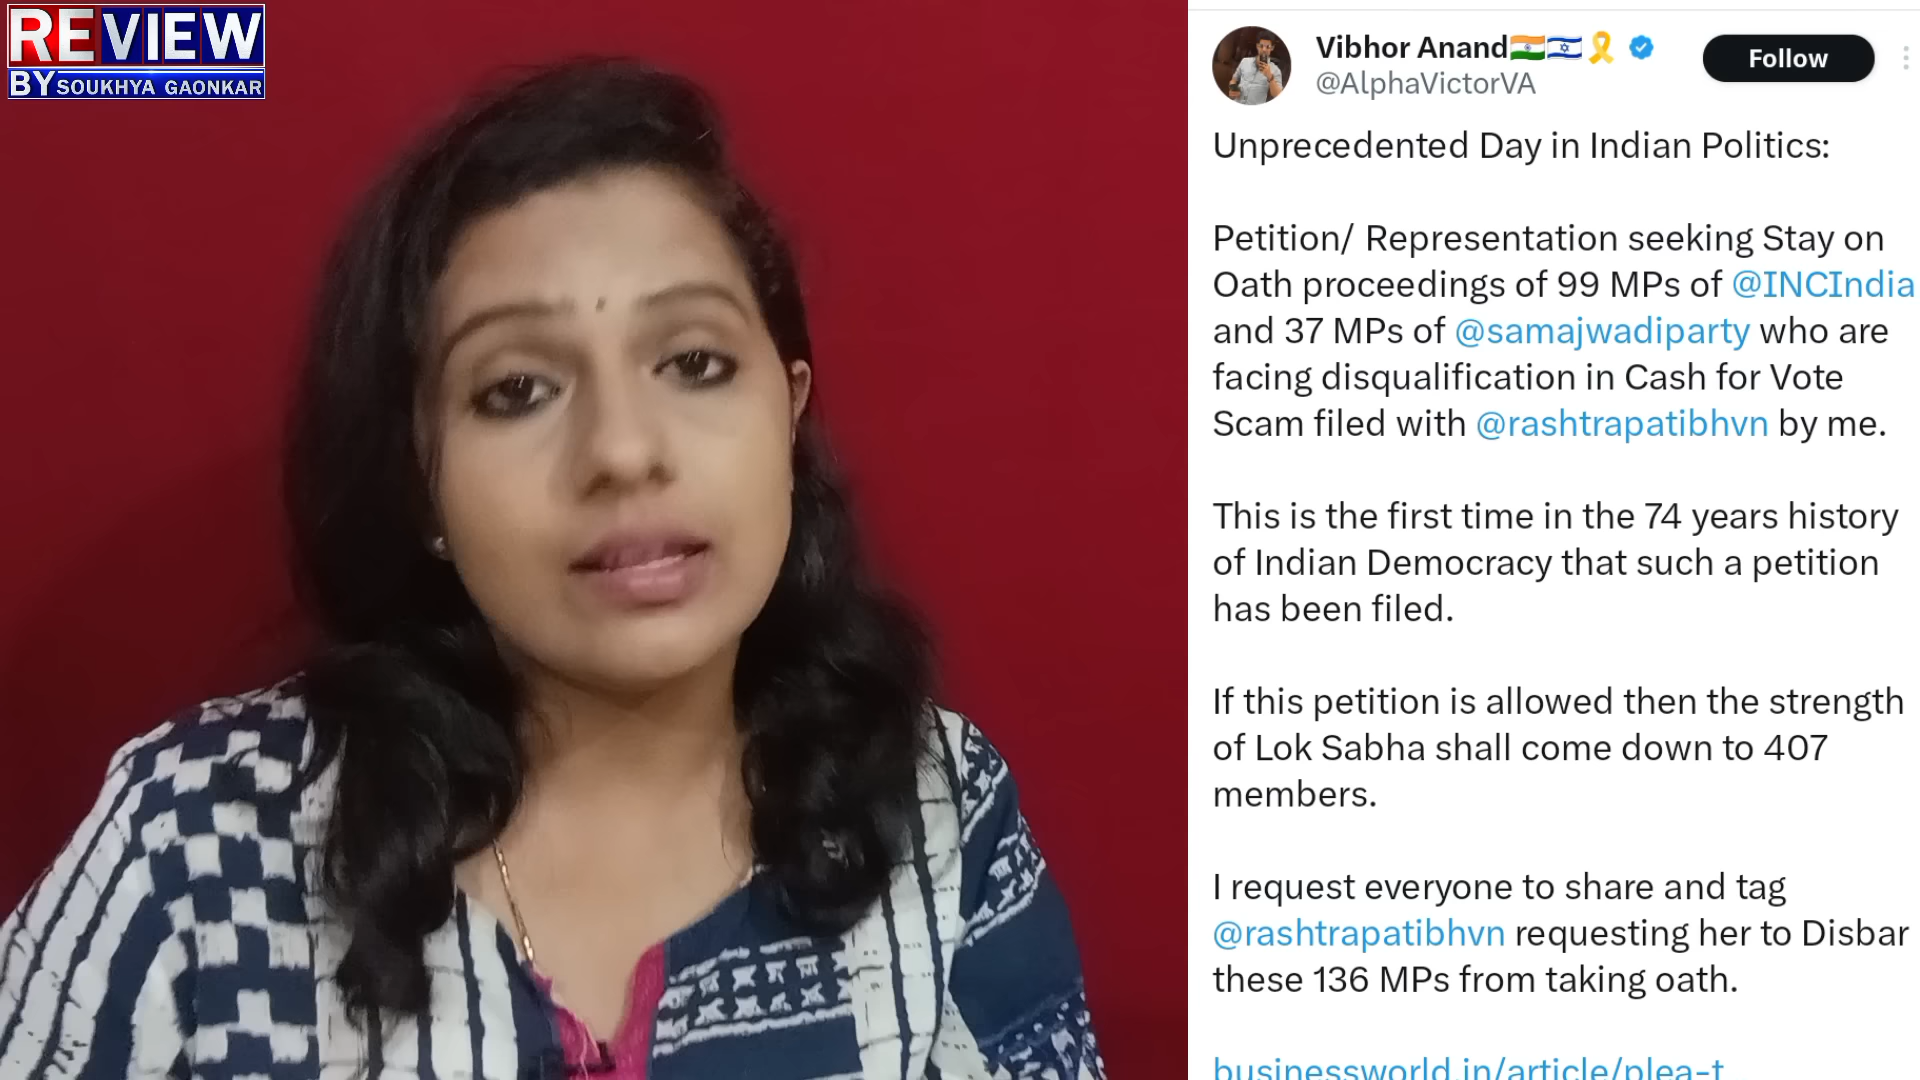 REVIEW
BY SOUKHYA GAONKAR
Vibhor Anand🇮🇳🇮🇱🎗️
@AlphaVictorVA
Follow
Unprecedented Day in Indian Politics:
Petition/ Representation seeking Stay on
Oath proceedings of 99 MPs of @INCIndia
and 37 MPs of @samajwadiparty who are
facing disqualification in Cash for Vote
Scam filed with @rashtrapatibhvn by me.
This is the first time in the 74 years history
of Indian Democracy that such a petition
has been filed.
If this petition is allowed then the strength
of Lok Sabha shall come down to 407
members.
I request everyone to share and tag
@rashtrapatibhvn requesting her to Disbar
these 136 MPs from taking oath.
businessworld.in/article/plea-t...